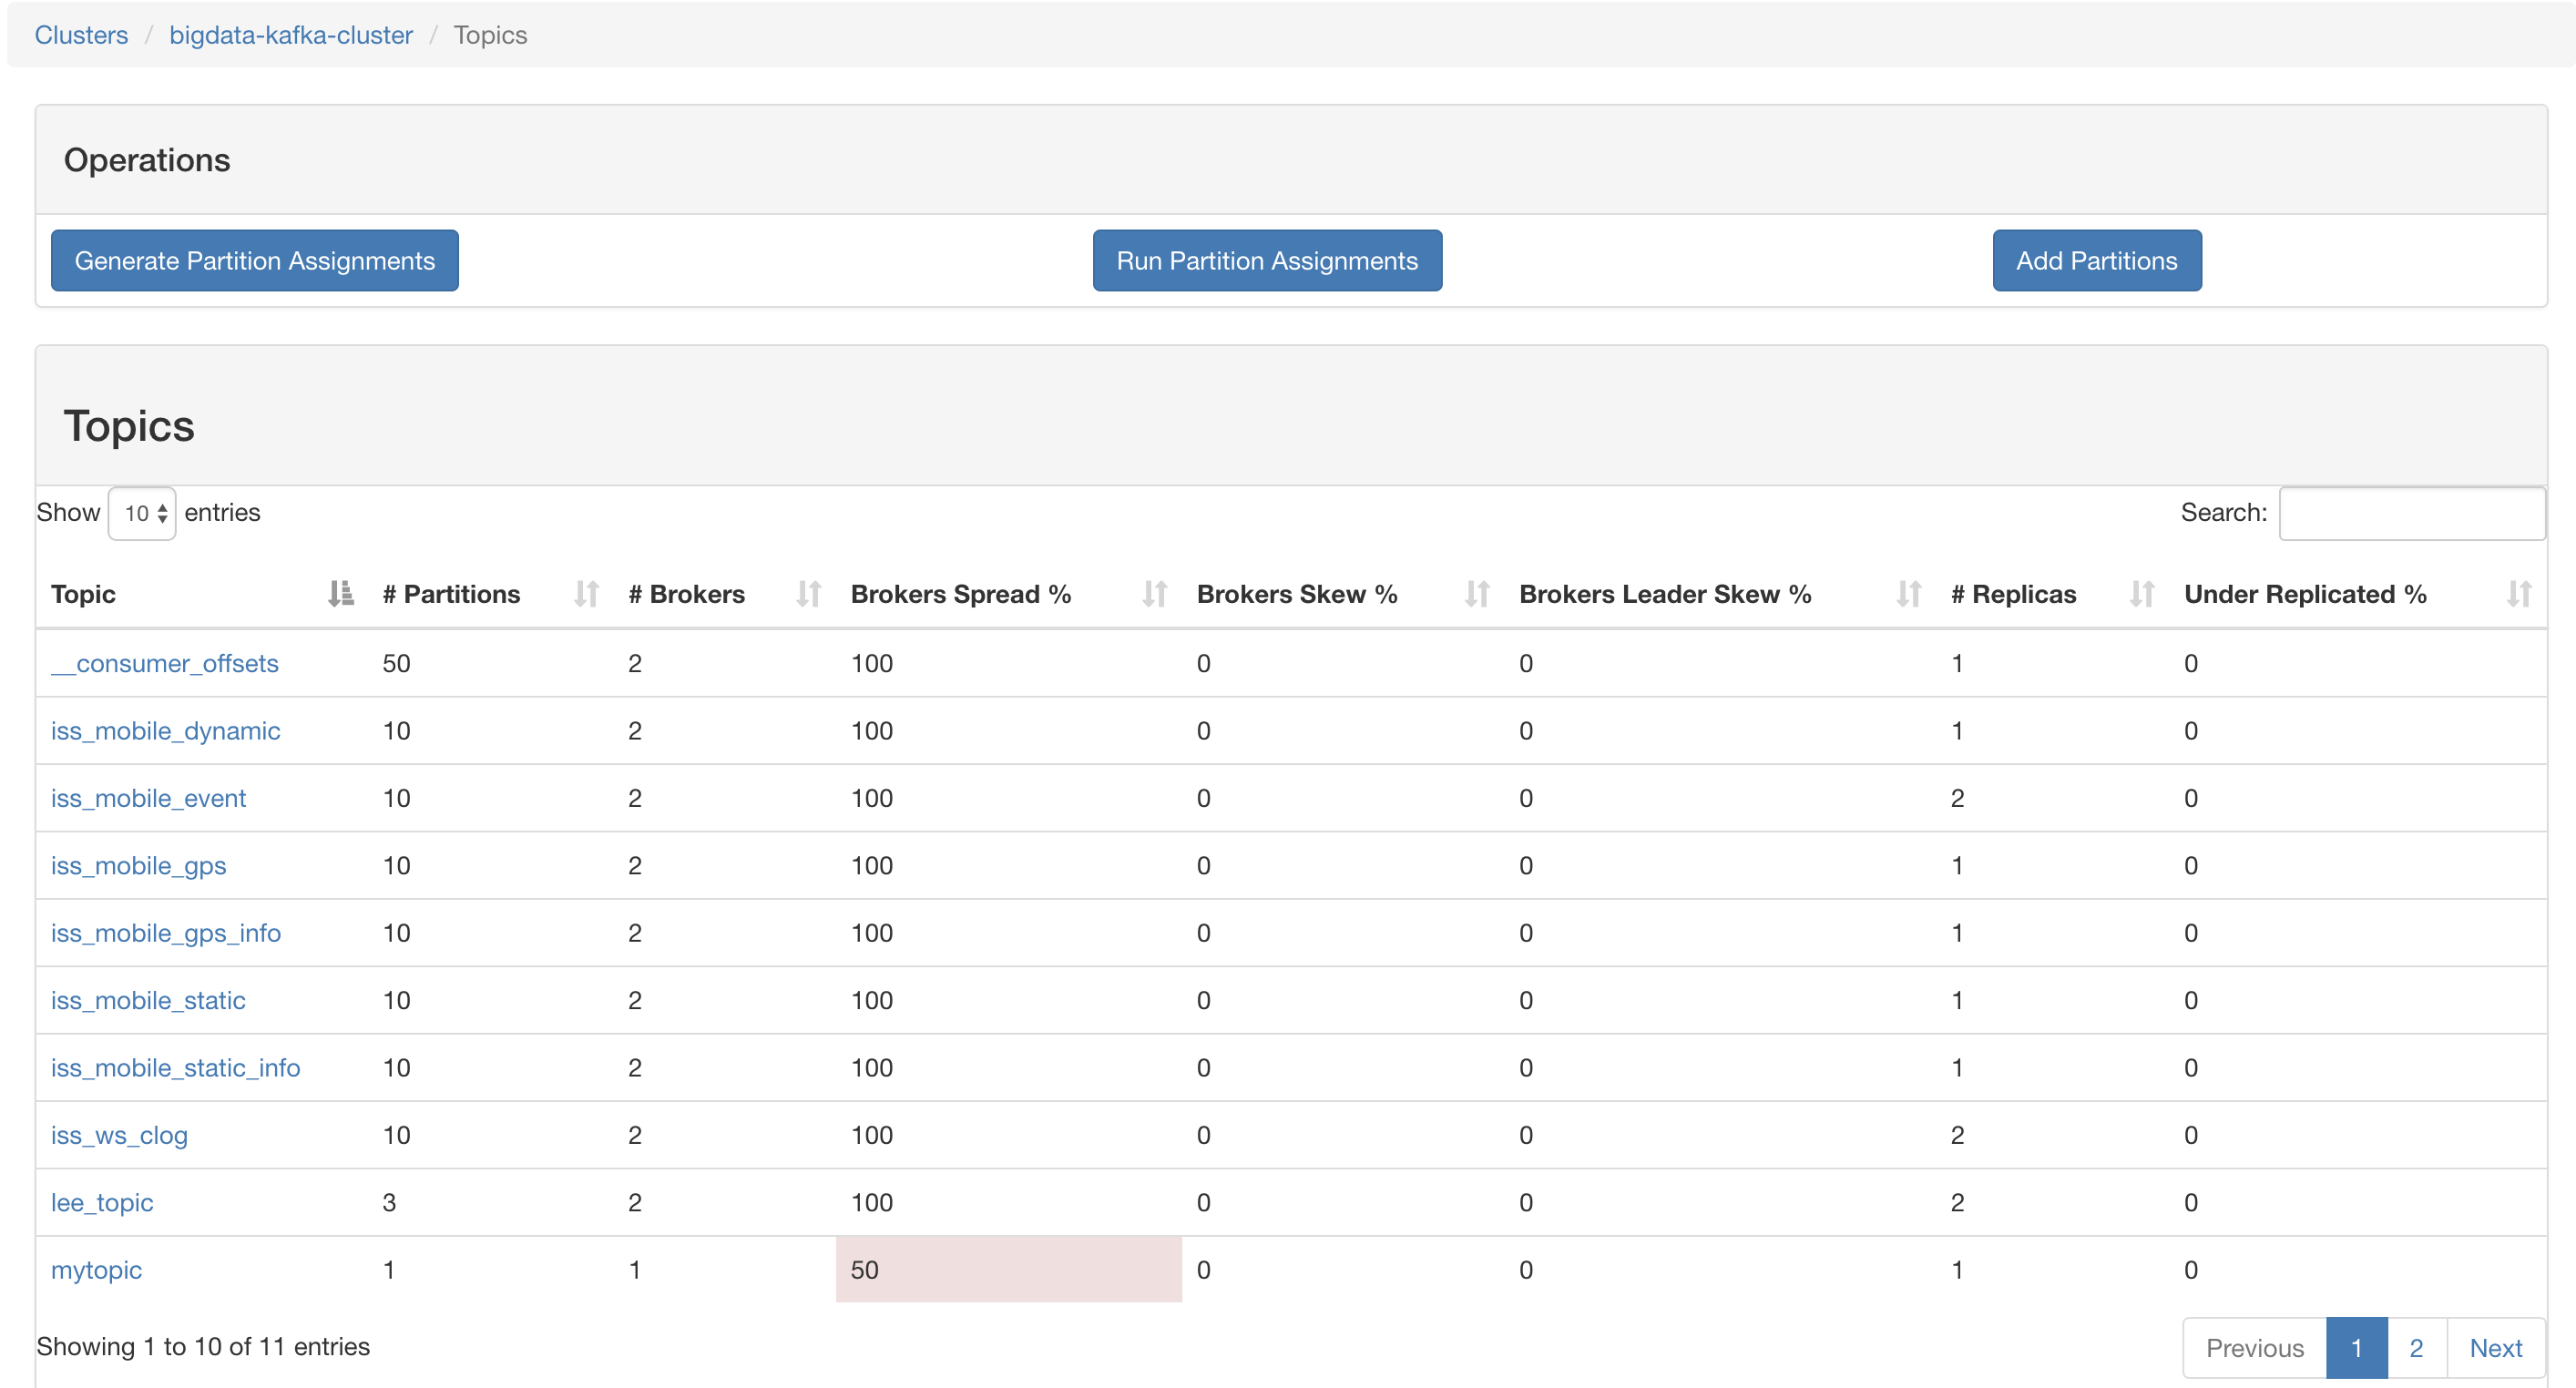 Clusters / bigdata-kafka-cluster / Topics
Operations
Generate Partition Assignments Run Partition Assignments Add Partitions
Topics
Show 10 entries Search:
Topic # Partitions # Brokers Brokers Spread % Brokers Skew % Brokers Leader Skew % # Replicas Under Replicated %
__consumer_offsets 50 2 100 0 0 1 0
iss_mobile_dynamic 10 2 100 0 0 1 0
iss_mobile_event 10 2 100 0 0 2 0
iss_mobile_gps 10 2 100 0 0 1 0
iss_mobile_gps_info 10 2 100 0 0 1 0
iss_mobile_static 10 2 100 0 0 1 0
iss_mobile_static_info 10 2 100 0 0 1 0
iss_ws_clog 10 2 100 0 0 2 0
lee_topic 3 2 100 0 0 2 0
mytopic 1 1 50 0 0 1 0
Showing 1 to 10 of 11 entries Previous 1 2 Next